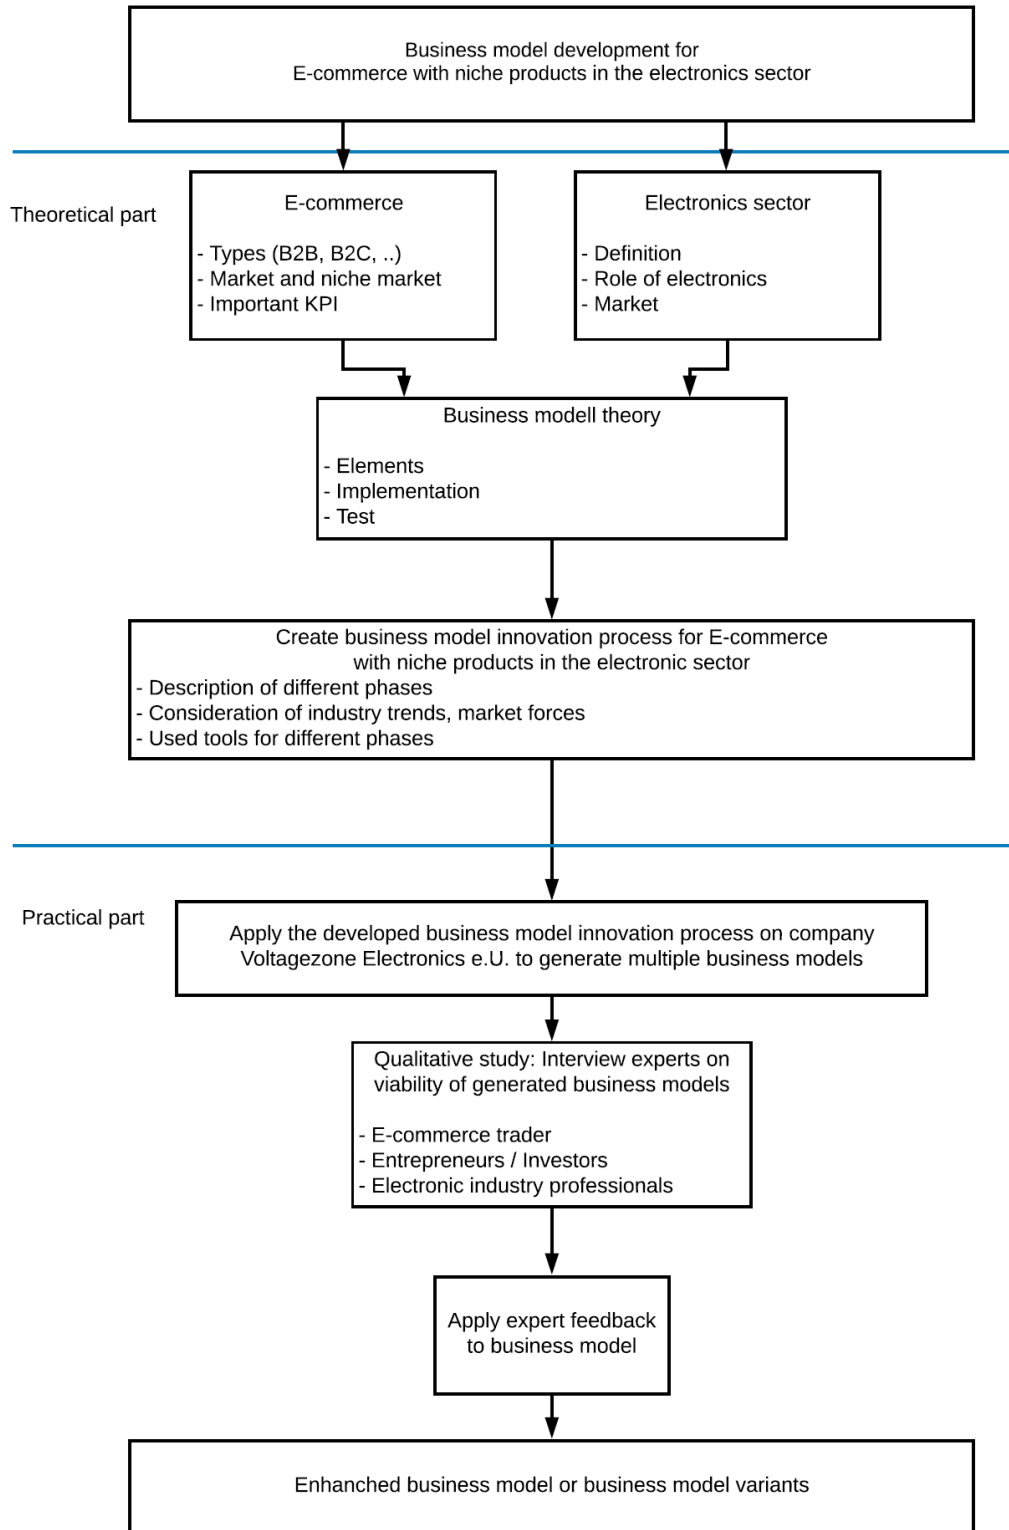 Business model development for
E-commerce with niche products in the electronics sector
Theoretical part
E-commerce
- Types (B2B, B2C, ..)
- Market and niche market
- Important KPI
Electronics sector
- Definition
- Role of electronics
- Market
Business modell theory
- Elements
- Implementation
- Test
Create business model innovation process for E-commerce
with niche products in the electronic sector
- Description of different phases
- Consideration of industry trends, market forces
- Used tools for different phases
Practical part
Apply the developed business model innovation process on company
Voltagezone Electronics e.U. to generate multiple business models
Qualitative study: Interview experts on
viability of generated business models
- E-commerce trader
- Entrepreneurs / Investors
- Electronic industry professionals
Apply expert feedback
to business model
Enhanched business model or business model variants